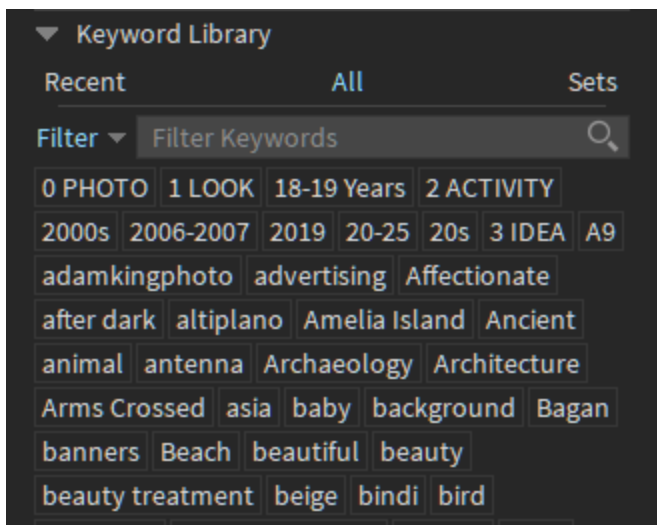 Keyword Library
Recent All Sets
Filter Filter Keywords
0 PHOTO 1 LOOK 18-19 Years 2 ACTIVITY
2000s 2006-2007 2019 20-25 20s 3 IDEA A9
adamkingphoto advertising Affectionate
after dark altiplano Amelia Island Ancient
animal antenna Archaeology Architecture
Arms Crossed asia baby background Bagan
banners Beach beautiful beauty
beauty treatment beige bindi bird